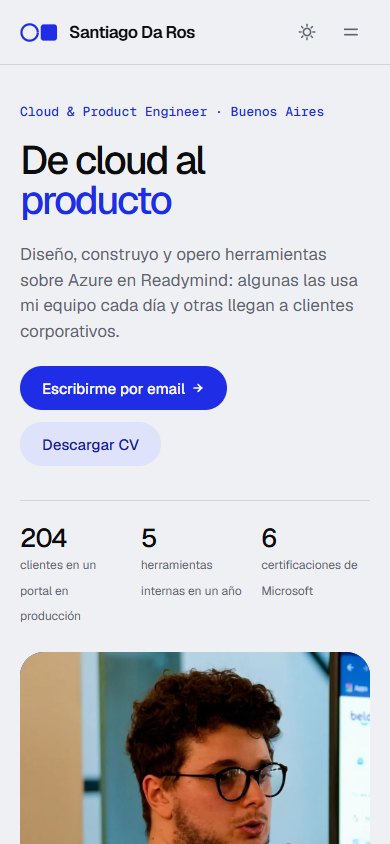 Santiago Da Ros
Cloud & Product Engineer · Buenos Aires
De cloud al
producto
Diseño, construyo y opero herramientas
sobre Azure en Readymind: algunas las usa
mi equipo cada día y otras llegan a clientes
corporativos.
Escribirme por email →
Descargar CV
204
clientes en un
portal en
producción
5
herramientas
internas en un año
6
certificaciones de
Microsoft